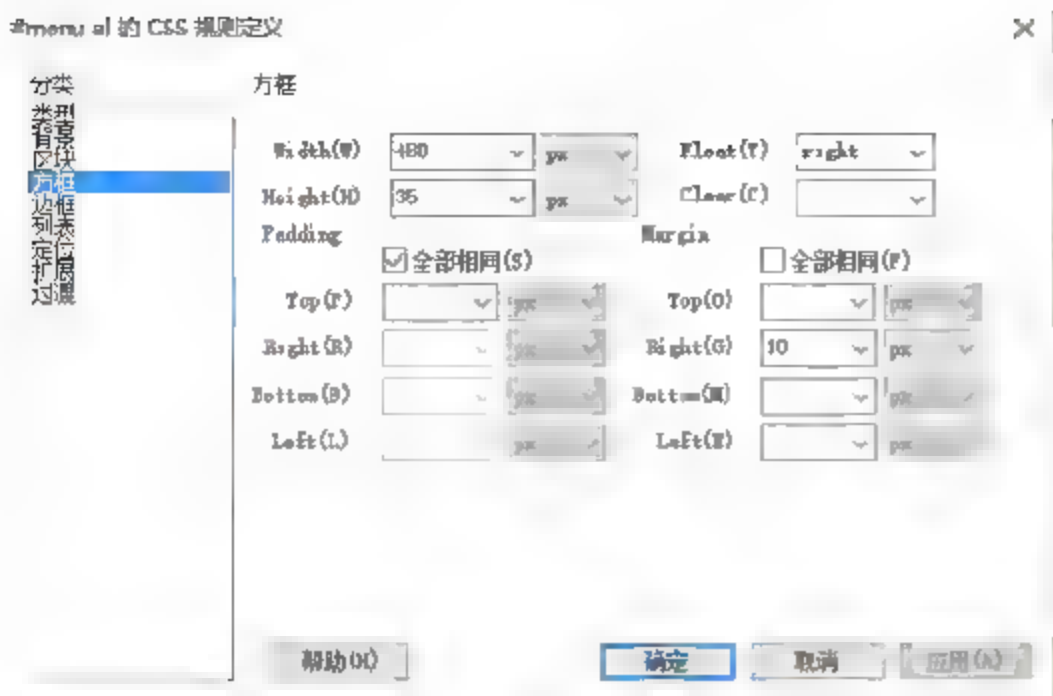 的 CSS 规则定义
分类
类型
背景
区块
方框
边框
列表
定位
扩展
过滤
方框
Width(W) 480 px Float(T) right
Height(H) 35 px Clear(C)
Padding Margin
全部相同(S) 全部相同(F)
Top(P) px Top(O) px
Right(R) px Right(G) 10 px
Bottom(B) px Bottom(M) px
Left(L) px Left(E) px
帮助(H) 确定 取消 应用(A)